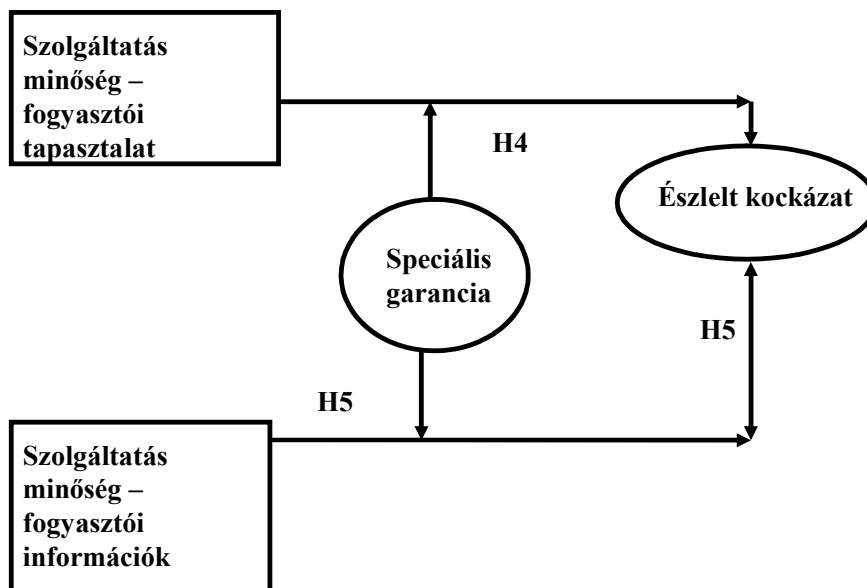 Szolgáltatás
minőség –
fogyasztói
tapasztalat
H4
Észlelt kockázat
Speciális
garancia
H5
H5
Szolgáltatás
minőség –
fogyasztói
információk